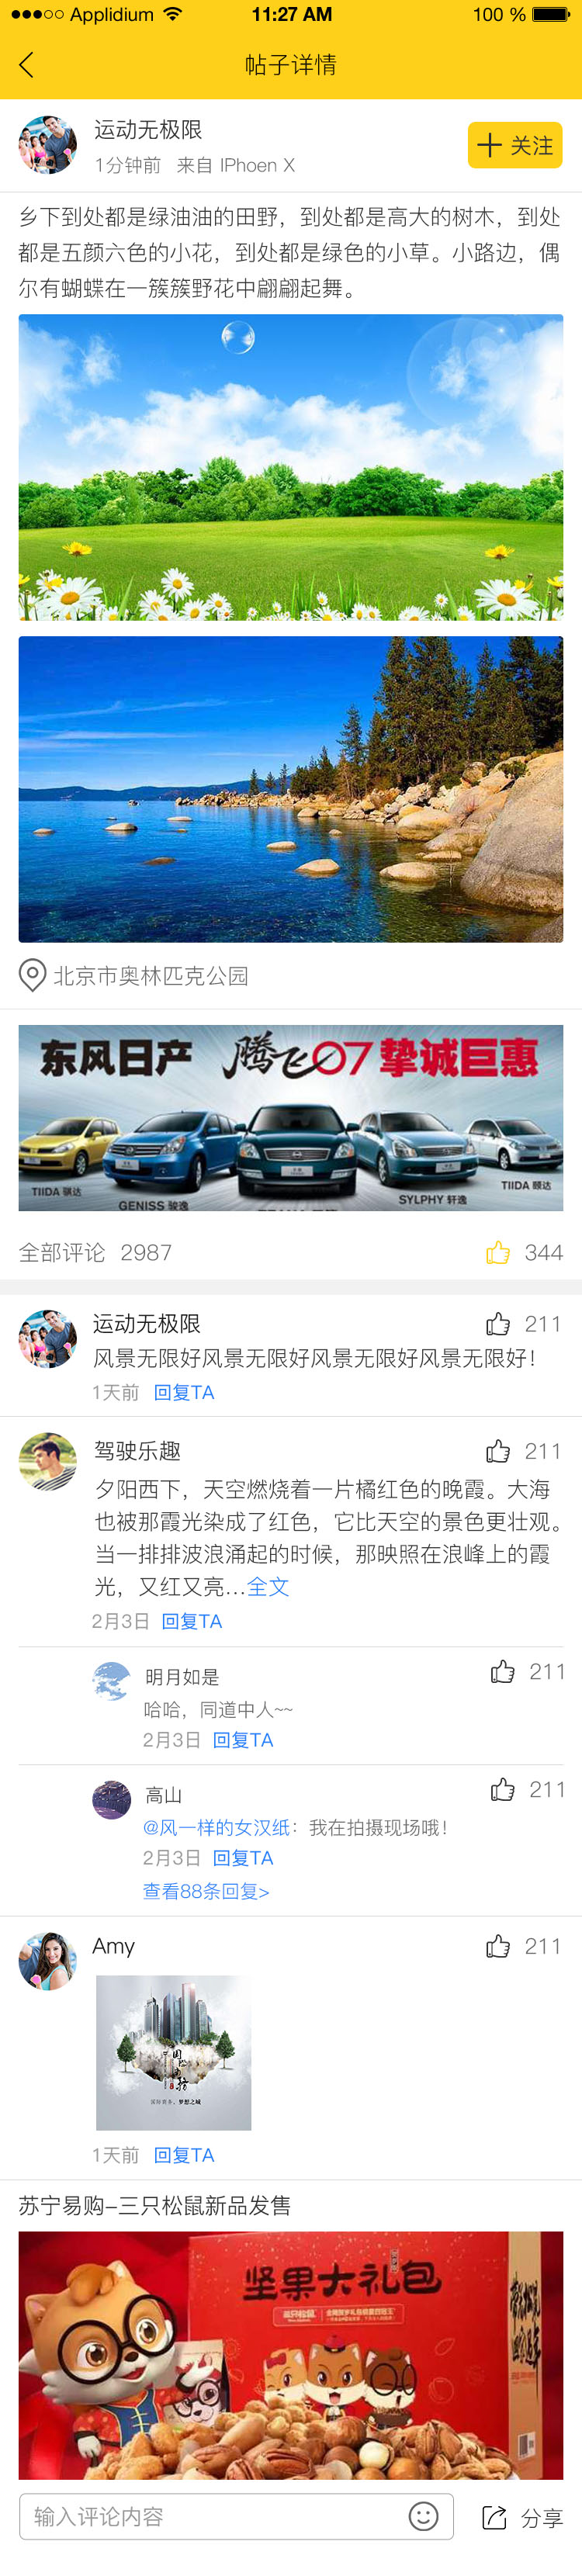 Applidium 11:27 AM 100 %
帖子详情
运动无极限
1分钟前 来自 IPhoen X
关注
乡下到处都是绿油油的田野，到处都是高大的树木，到处
都是五颜六色的小花，到处都是绿色的小草。小路边，偶
尔有蝴蝶在一簇簇野花中翩翩起舞。
北京市奥林匹克公园
东风日产 腾飞07 挚诚巨惠
TIIDA 骐达
GENISS 骏逸
SYLPHY 轩逸
TIIDA 颐达
全部评论 2987 344
运动无极限 211
风景无限好风景无限好风景无限好风景无限好！
1天前 回复TA
驾驶乐趣 211
夕阳西下，天空燃烧着一片橘红色的晚霞。大海
也被那霞光染成了红色，它比天空的景色更壮观。
当一排排波浪涌起的时候，那映照在浪峰上的霞
光，又红又亮...全文
2月3日 回复TA
明月如是 211
哈哈，同道中人~~
2月3日 回复TA
高山 211
@风一样的女汉纸：我在拍摄现场哦！
2月3日 回复TA
查看88条回复>
Amy 211
1天前 回复TA
苏宁易购-三只松鼠新品发售
坚果大礼包
输入评论内容
分享